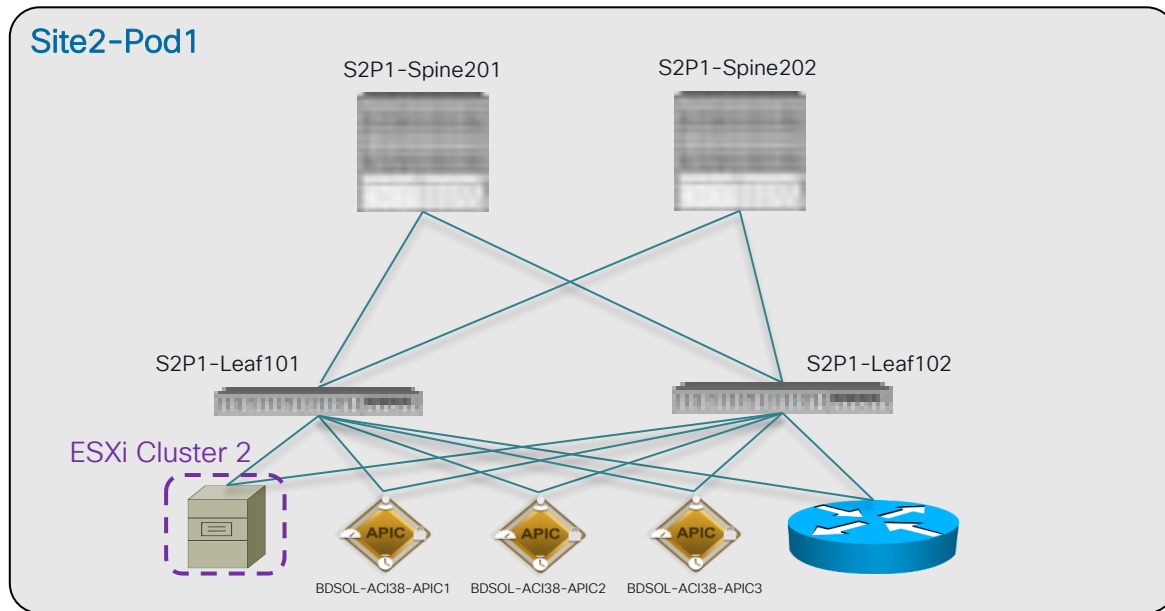 Site2-Pod1
S2P1-Spine201
S2P1-Spine202
S2P1-Leaf101
S2P1-Leaf102
ESXi Cluster 2
APIC
APIC
APIC
BDSOL-ACI38-APIC1
BDSOL-ACI38-APIC2
BDSOL-ACI38-APIC3